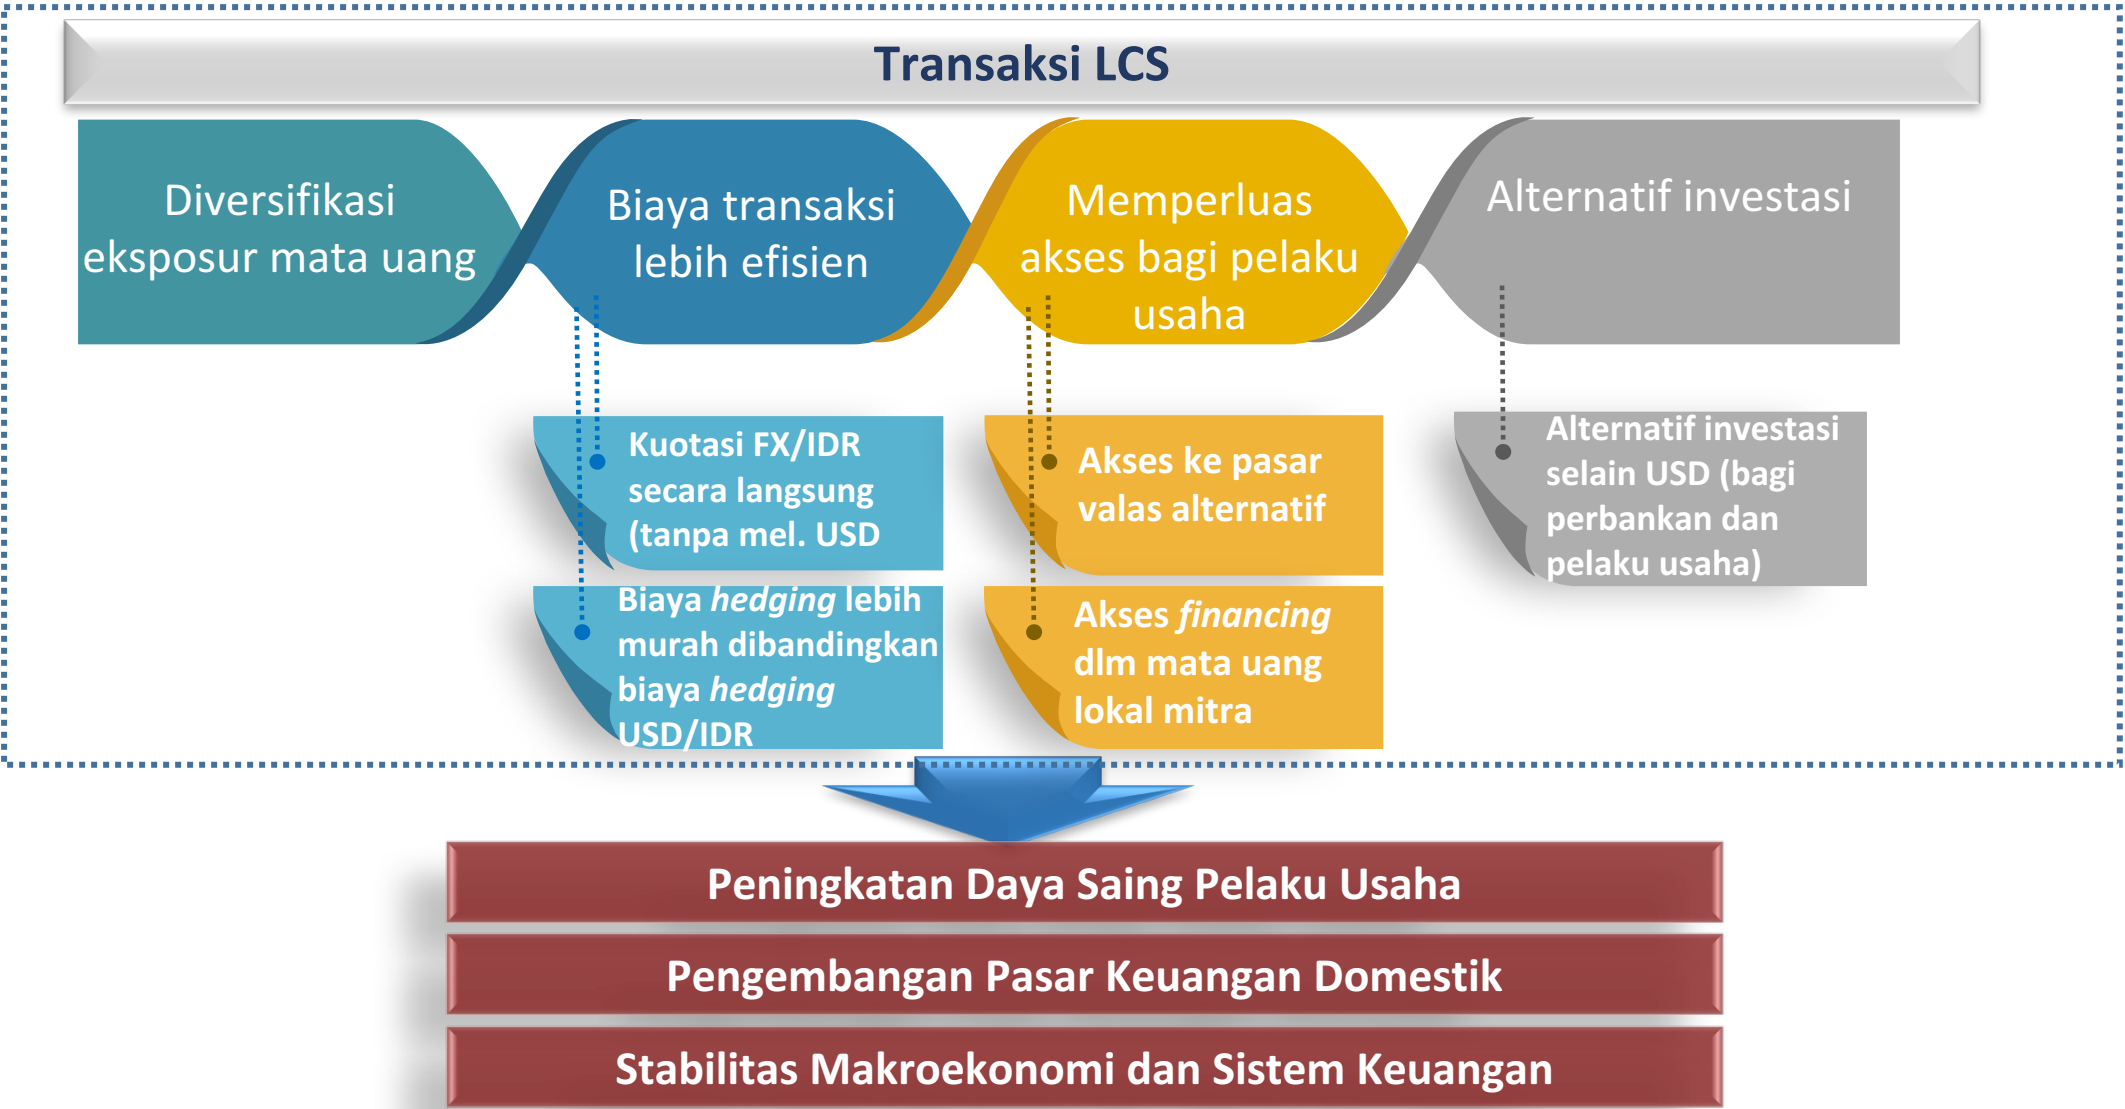 Transaksi LCS
Diversifikasi
eksposur mata uang
Biaya transaksi
lebih efisien
Memperluas
akses bagi pelaku
usaha
Alternatif investasi
Kuotasi FX/IDR
secara langsung
(tanpa mel. USD
Biaya hedging lebih
murah dibandingkan
biaya hedging
USD/IDR
Akses ke pasar
valas alternatif
Akses financing
dlm mata uang
lokal mitra
Alternatif investasi
selain USD (bagi
perbankan dan
pelaku usaha)
Peningkatan Daya Saing Pelaku Usaha
Pengembangan Pasar Keuangan Domestik
Stabilitas Makroekonomi dan Sistem Keuangan